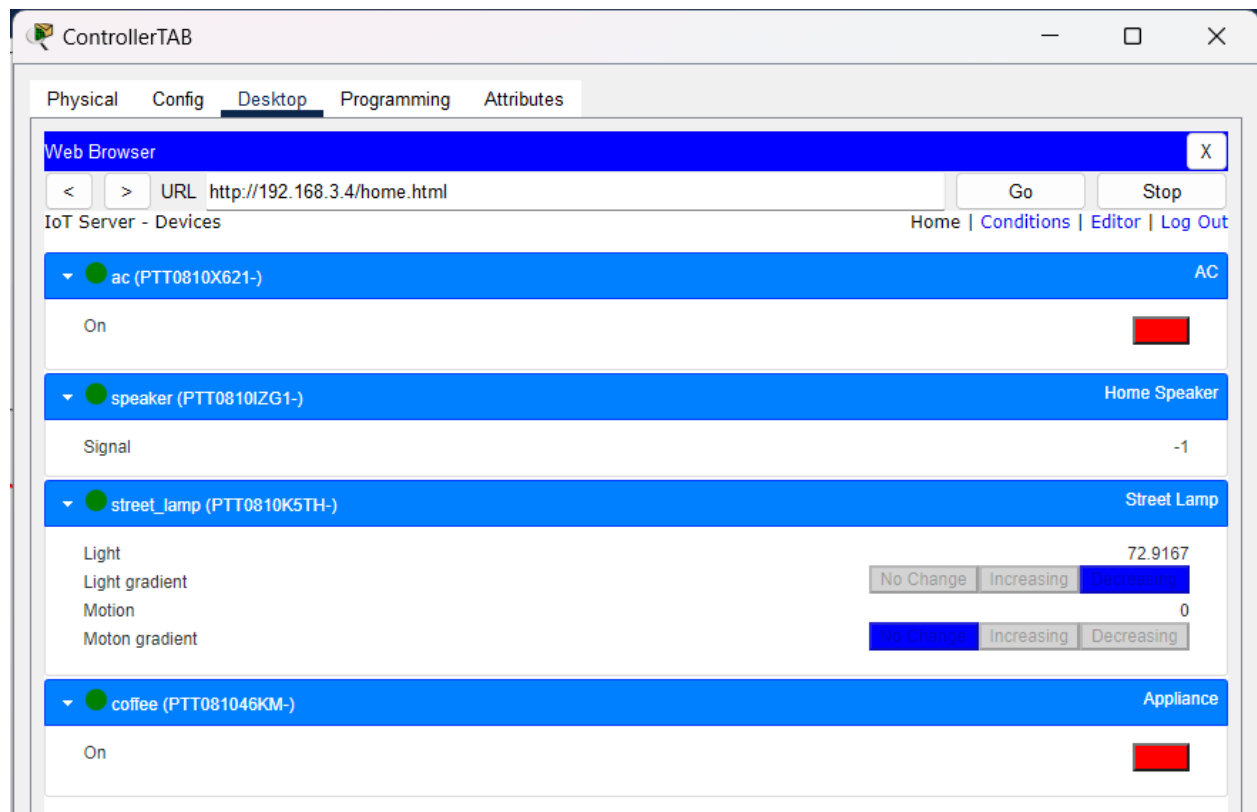 ControllerTAB
Physical Config Desktop Programming Attributes
Web Browser X
< > URL http://192.168.3.4/home.html Go Stop
IoT Server - Devices Home | Conditions | Editor | Log Out
ac (PTT0810X621-) AC
On
speaker (PTT0810IZG1-) Home Speaker
Signal -1
street_lamp (PTT0810K5TH-) Street Lamp
Light 72.9167
Light gradient No Change Increasing Decreasing
Motion 0
Moton gradient No Change Increasing Decreasing
coffee (PTT081046KM-) Appliance
On